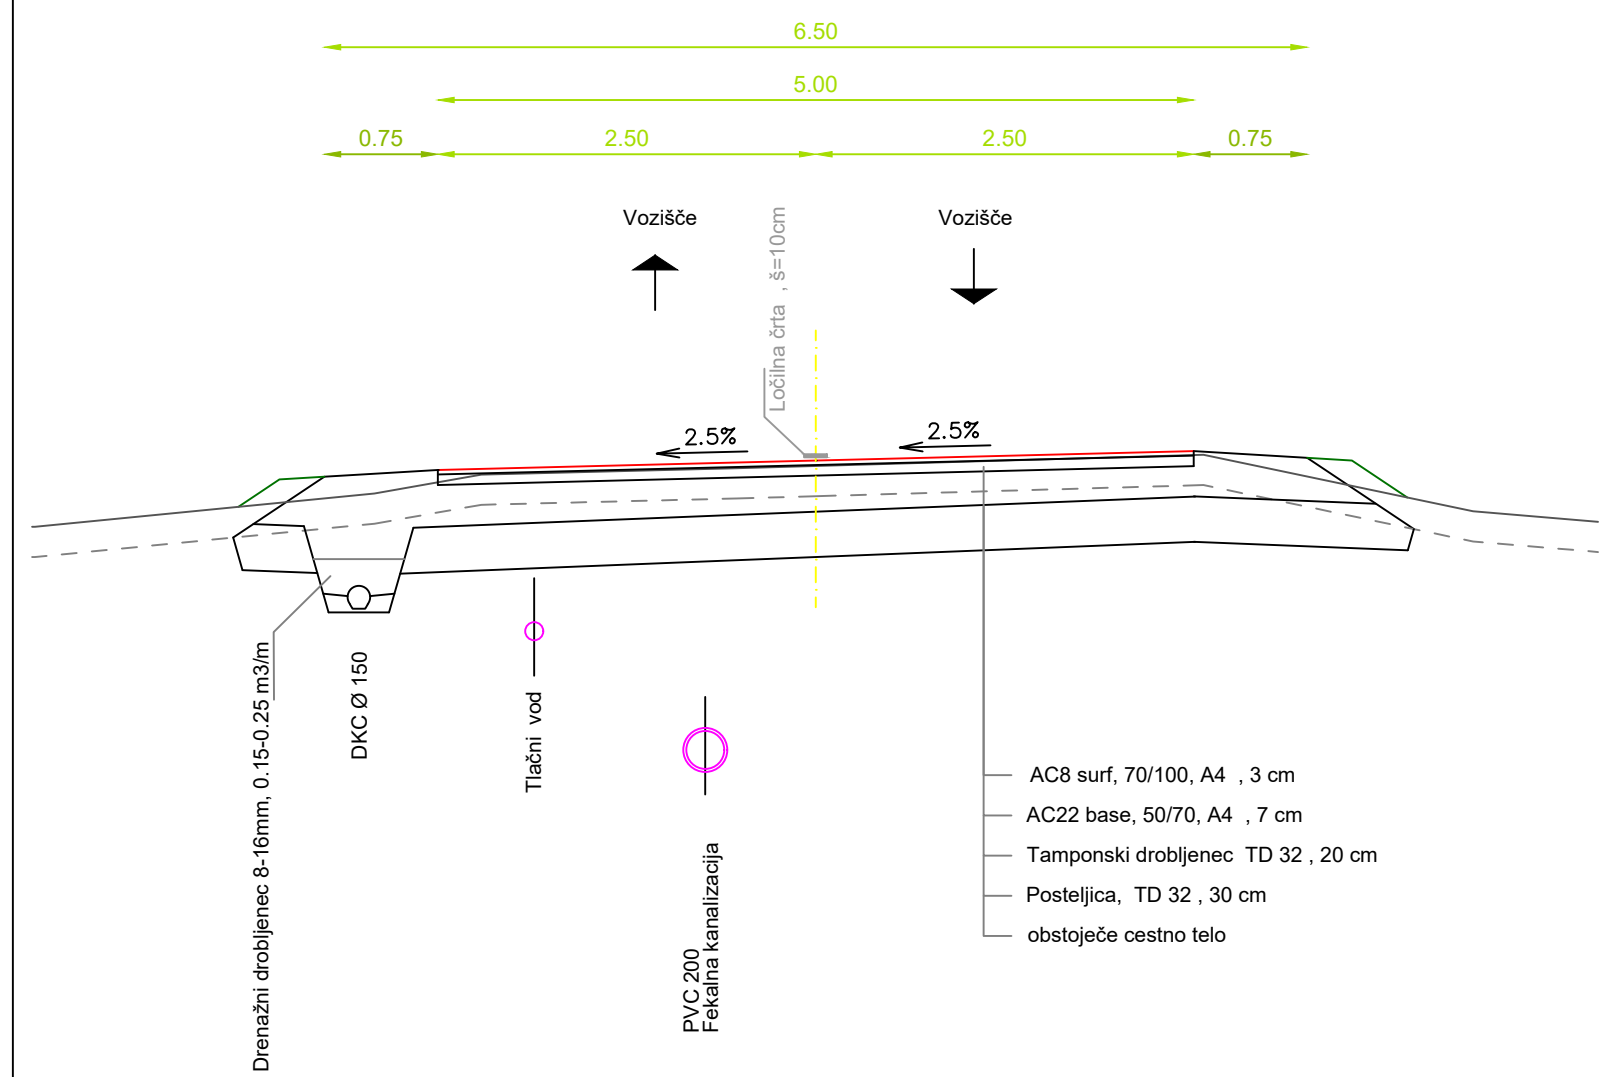 6.50
5.00
0.75
2.50
2.50
0.75
Vozišče
Vozišče
Ločilna črta , š=10cm
2.5%
2.5%
Drenažni drobljenec 8-16mm, 0.15-0.25 m3/m
DKC Ø 150
Tlačni vod
PVC 200
Fekalna kanalizacija
AC8 surf, 70/100, A4 , 3 cm
AC22 base, 50/70, A4 , 7 cm
Tamponski drobljenec TD 32 , 20 cm
Posteljica, TD 32 , 30 cm
obstoječe cestno telo